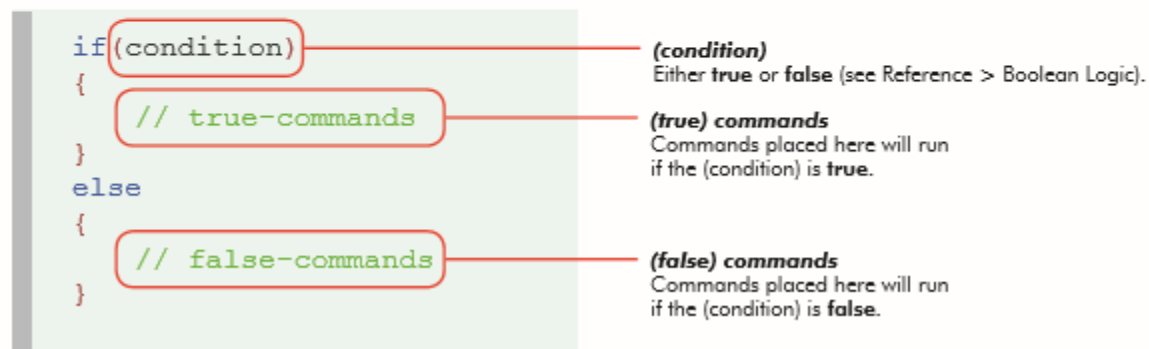 if(condition)
{
// true-commands
}
else
{
// false-commands
}
(condition)
Either true or false (see Reference > Boolean Logic).
(true) commands
Commands placed here will run
if the (condition) is true.
(false) commands
Commands placed here will run
if the (condition) is false.